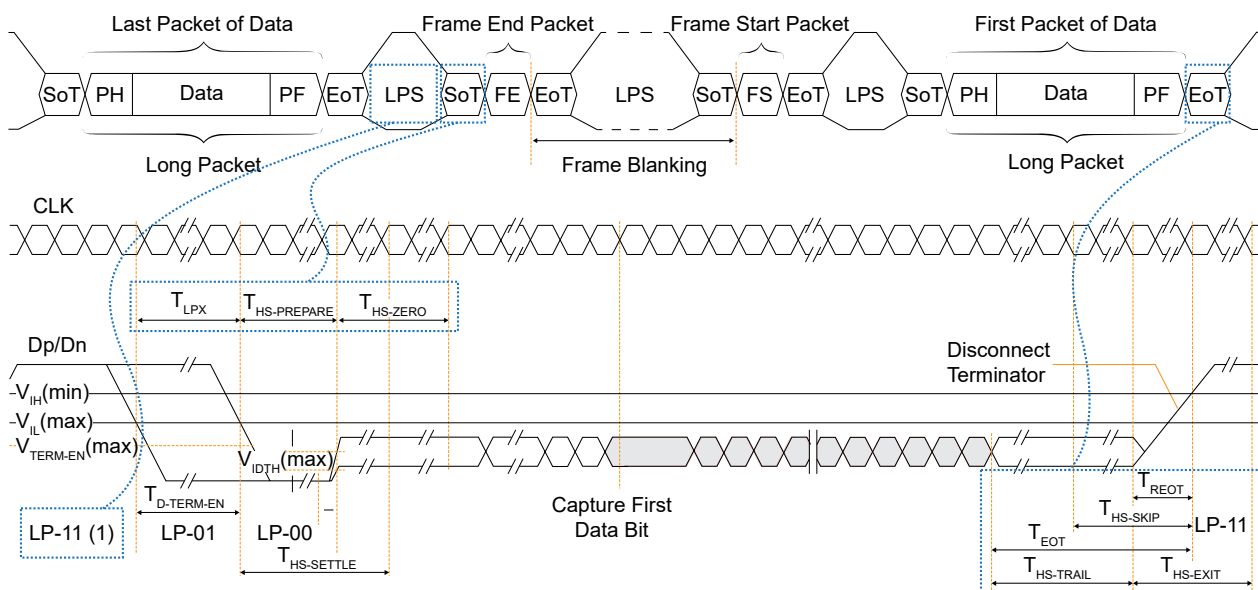 Last Packet of Data
Frame End Packet
Frame Start Packet
First Packet of Data
SoT PH Data PF EoT LPS SoT FE EoT LPS SoT FS EoT LPS SoT PH Data PF EoT
Long Packet
Frame Blanking
Long Packet
CLK
TLPX
THS-PREPARE
THS-ZERO
Dp/Dn
Disconnect
Terminator
VIH(min)
VIL(max)
VTERM-EN(max)
VIDTH(max)
TREOT
TD-TERM-EN
Capture First
Data Bit
THS-SKIP
LP-11 (1)
LP-01
LP-00
LP-11
TEOT
THS-SETTLE
THS-TRAIL
THS-EXIT